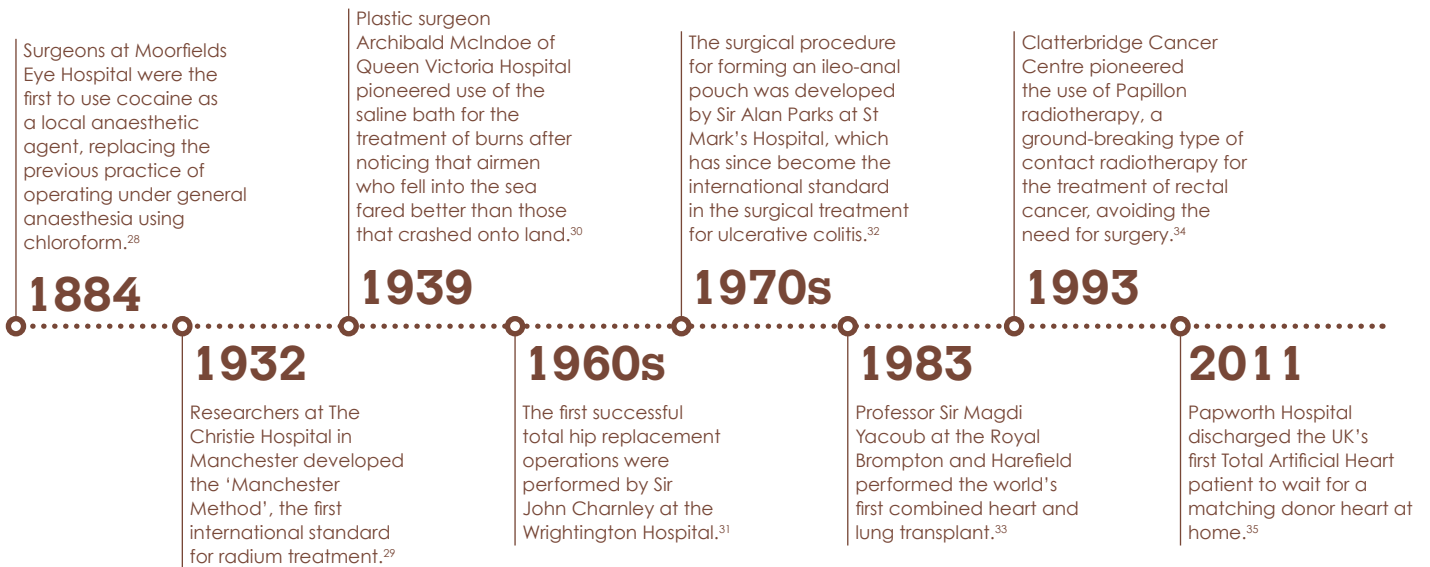 Surgeons at Moorfields
Eye Hospital were the
first to use cocaine as
a local anaesthetic
agent, replacing the
previous practice of
operating under general
anaesthesia using
chloroform.28
1884
1932
Researchers at The
Christie Hospital in
Manchester developed
the ‘Manchester
Method’, the first
international standard
for radium treatment.29
Plastic surgeon
Archibald McIndoe of
Queen Victoria Hospital
pioneered use of the
saline bath for the
treatment of burns after
noticing that airmen
who fell into the sea
fared better than those
that crashed onto land.30
1939
1960s
The first successful
total hip replacement
operations were
performed by Sir
John Charnley at the
Wrightington Hospital.31
The surgical procedure
for forming an ileo-anal
pouch was developed
by Sir Alan Parks at St
Mark’s Hospital, which
has since become the
international standard
in the surgical treatment
for ulcerative colitis.32
1970s
1983
Professor Sir Magdi
Yacoub at the Royal
Brompton and Harefield
performed the world’s
first combined heart and
lung transplant.33
Clatterbridge Cancer
Centre pioneered
the use of Papillon
radiotherapy, a
ground-breaking type of
contact radiotherapy for
the treatment of rectal
cancer, avoiding the
need for surgery.34
1993
2011
Papworth Hospital
discharged the UK’s
first Total Artificial Heart
patient to wait for a
matching donor heart at
home.35